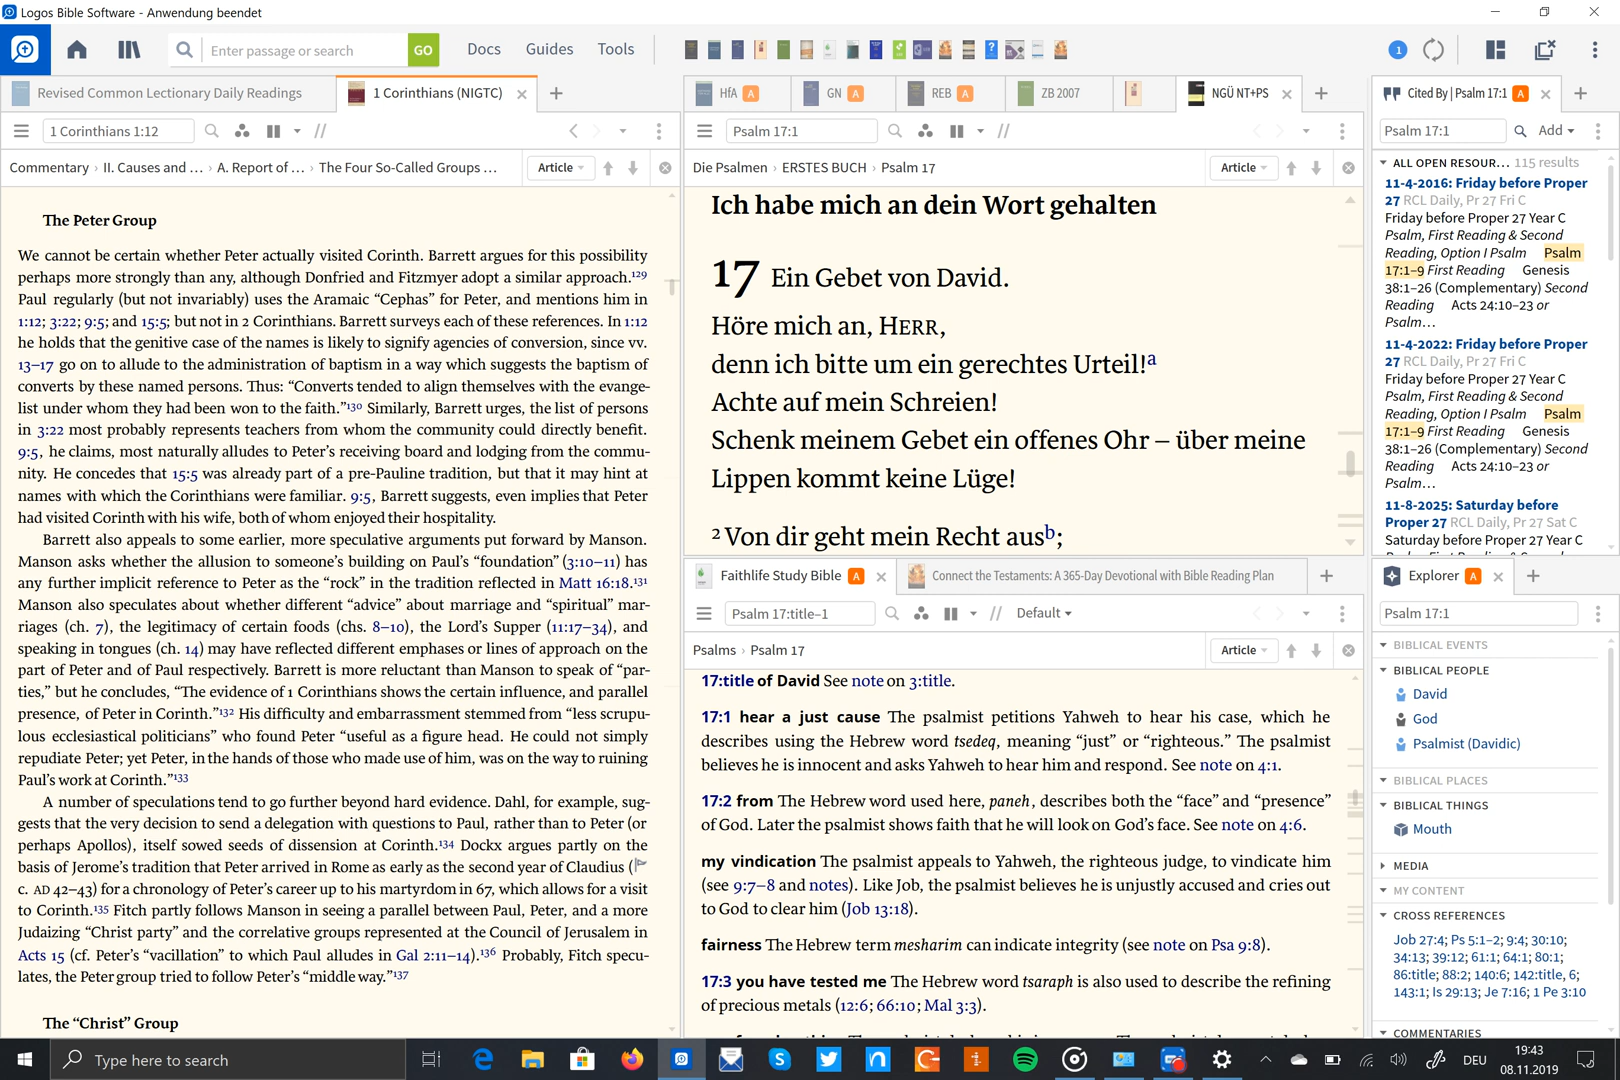 Logos Bible Software - Anwendung beendet
Enter passage or search
GO
Docs
Guides
Tools
1
Revised Common Lectionary Daily Readings
1 Corinthians (NIGTC)
1 Corinthians 1:12
Commentary › II. Causes and … › A. Report of … › The Four So-Called Groups …
Article
The Peter Group
We cannot be certain whether Peter actually visited Corinth. Barrett argues for this possibility
perhaps more strongly than any, although Donfried and Fitzmyer adopt a similar approach.129
Paul regularly (but not invariably) uses the Aramaic “Cephas” for Peter, and mentions him in
1:12; 3:22; 9:5; and 15:5; but not in 2 Corinthians. Barrett surveys each of these references. In 1:12
he holds that the genitive case of the names is likely to signify agencies of conversion, since vv.
13–17 go on to allude to the administration of baptism in a way which suggests the baptism of
converts by these named persons. Thus: “Converts tended to align themselves with the evange-
list under whom they had been won to the faith.”130 Similarly, Barrett urges, the list of persons
in 3:22 most probably represents teachers from whom the community could directly benefit.
9:5, he claims, most naturally alludes to Peter’s receiving board and lodging from the commu-
nity. He concedes that 15:5 was already part of a pre-Pauline tradition, but that it may hint at
names with which the Corinthians were familiar. 9:5, Barrett suggests, even implies that Peter
had visited Corinth with his wife, both of whom enjoyed their hospitality.
Barrett also appeals to some earlier, more speculative arguments put forward by Manson.
Manson asks whether the allusion to someone’s building on Paul’s “foundation” (3:10–11) has
any further implicit reference to Peter as the “rock” in the tradition reflected in Matt 16:18.131
Manson also speculates about whether different “advice” about marriage and “spiritual” mar-
riages (ch. 7), the legitimacy of certain foods (chs. 8–10), the Lord’s Supper (11:17–34), and
speaking in tongues (ch. 14) may have reflected different emphases or lines of approach on the
part of Peter and of Paul respectively. Barrett is more reluctant than Manson to speak of “par-
ties,” but he concludes, “The evidence of 1 Corinthians shows the certain influence, and parallel
presence, of Peter in Corinth.”132 His difficulty and embarrassment stemmed from “less scrupu-
lous ecclesiastical politicians” who found Peter “useful as a figure head. He could not simply
repudiate Peter; yet Peter, in the hands of those who made use of him, was on the way to ruining
Paul’s work at Corinth.”133
A number of speculations tend to go further beyond hard evidence. Dahl, for example, sug-
gests that the very decision to send a delegation with questions to Paul, rather than to Peter (or
perhaps Apollos), itself sowed seeds of dissension at Corinth.134 Dockx argues partly on the
basis of Jerome’s tradition that Peter arrived in Rome as early as the second year of Claudius (
c. AD 42–43) for a chronology of Peter’s career up to his martyrdom in 67, which allows for a visit
to Corinth.135 Fitch partly follows Manson in seeing a parallel between Paul, Peter, and a more
Judaizing “Christ party” and the correlative groups represented at the Council of Jerusalem in
Acts 15 (cf. Peter’s “vacillation” to which Paul alludes in Gal 2:11–14).136 Probably, Fitch specu-
lates, the Peter group tried to follow Peter’s “middle way.”137
The “Christ” Group
HfA A
GN A
REB A
ZB 2007
NGÜ NT+PS
Psalm 17:1
Die Psalmen › ERSTES BUCH › Psalm 17
Article
Ich habe mich an dein Wort gehalten
17 Ein Gebet von David.
Höre mich an, HERR,
denn ich bitte um ein gerechtes Urteil!a
Achte auf mein Schreien!
Schenk meinem Gebet ein offenes Ohr – über meine
Lippen kommt keine Lüge!
2 Von dir geht mein Recht ausb;
Faithlife Study Bible A
Connect the Testaments: A 365-Day Devotional with Bible Reading Plan
Psalm 17:title–1
Default
Psalms › Psalm 17
Article
17:title of David See note on 3:title.
17:1 hear a just cause The psalmist petitions Yahweh to hear his case, which he
describes using the Hebrew word tsedeq, meaning “just” or “righteous.” The psalmist
believes he is innocent and asks Yahweh to hear him and respond. See note on 4:1.
17:2 from The Hebrew word used here, paneh, describes both the “face” and “presence”
of God. Later the psalmist shows faith that he will look on God’s face. See note on 4:6.
my vindication The psalmist appeals to Yahweh, the righteous judge, to vindicate him
(see 9:7–8 and notes). Like Job, the psalmist believes he is unjustly accused and cries out
to God to clear him (Job 13:18).
fairness The Hebrew term mesharim can indicate integrity (see note on Psa 9:8).
17:3 you have tested me The Hebrew word tsaraph is also used to describe the refining
of precious metals (12:6; 66:10; Mal 3:3).
Cited By | Psalm 17:1 A
Psalm 17:1
Add
ALL OPEN RESOUR… 115 results
11-4-2016: Friday before Proper
27 RCL Daily, Pr 27 Fri C
Friday before Proper 27 Year C
Psalm, First Reading & Second
Reading, Option I Psalm Psalm
17:1–9 First Reading Genesis
38:1–26 (Complementary) Second
Reading Acts 24:10–23 or
Psalm…
11-4-2022: Friday before Proper
27 RCL Daily, Pr 27 Fri C
Friday before Proper 27 Year C
Psalm, First Reading & Second
Reading, Option I Psalm Psalm
17:1–9 First Reading Genesis
38:1–26 (Complementary) Second
Reading Acts 24:10–23 or
Psalm…
11-8-2025: Saturday before
Proper 27 RCL Daily, Pr 27 Sat C
Saturday before Proper 27 Year C
Explorer A
Psalm 17:1
BIBLICAL EVENTS
BIBLICAL PEOPLE
David
God
Psalmist (Davidic)
BIBLICAL PLACES
BIBLICAL THINGS
Mouth
MEDIA
MY CONTENT
CROSS REFERENCES
Job 27:4; Ps 5:1–2; 9:4; 30:10;
34:13; 39:12; 61:1; 64:1; 80:1;
86:title; 88:2; 140:6; 142:title, 6;
143:1; Is 29:13; Je 7:16; 1 Pe 3:10
COMMENTARIES
Type here to search
DEU
19:43
08.11.2019